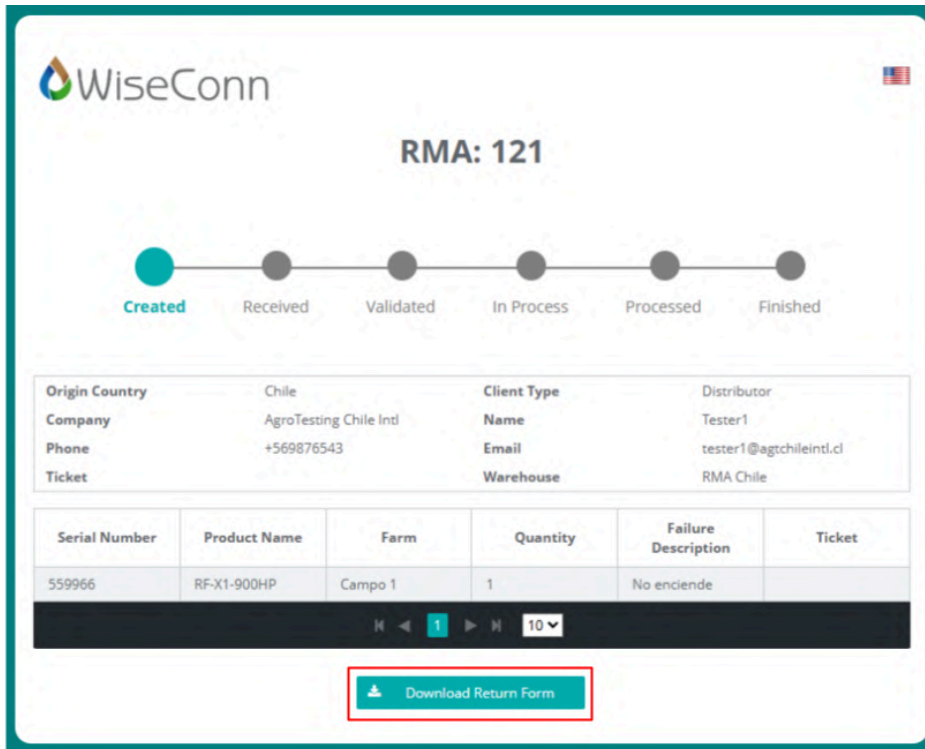 WiseConn
RMA: 121
Created Received Validated In Process Processed Finished
Origin Country Chile Client Type Distributor
Company AgroTesting Chile Intl Name Tester1
Phone +569876543 Email tester1@agtchileintl.cl
Ticket Warehouse RMA Chile
Serial Number Product Name Farm Quantity Failure Description Ticket
559966 RF-X1-900HP Campo 1 1 No enciende
1 10
Download Return Form